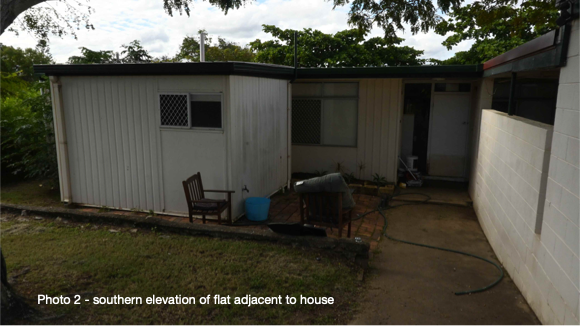 Photo 2 - southern elevation of flat adjacent to house